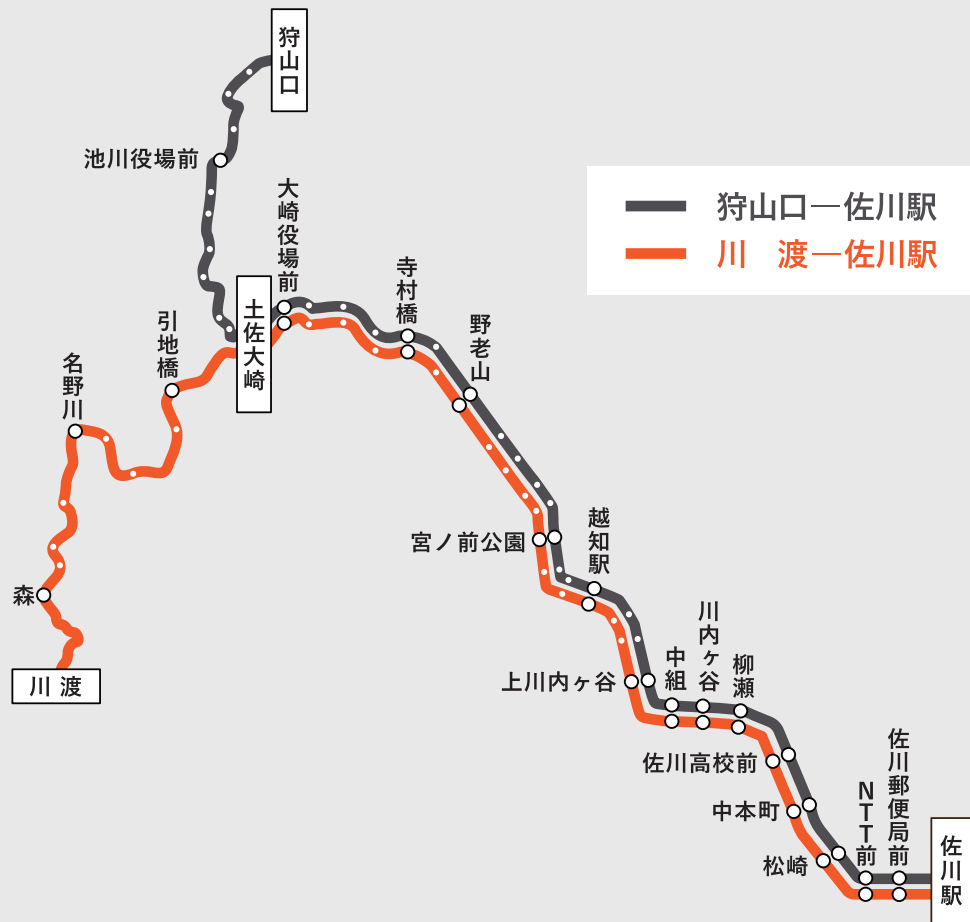 狩山口
池川役場前
大崎役場前
狩山口―佐川駅
川　渡―佐川駅
土佐大崎
寺村橋
野老山
引地橋
名野川
森
川渡
宮ノ前公園
越知駅
上川内ヶ谷
中組
川内ヶ谷
柳瀬
佐川高校前
中本町
松崎
NTT前
佐川郵便局前
佐川駅